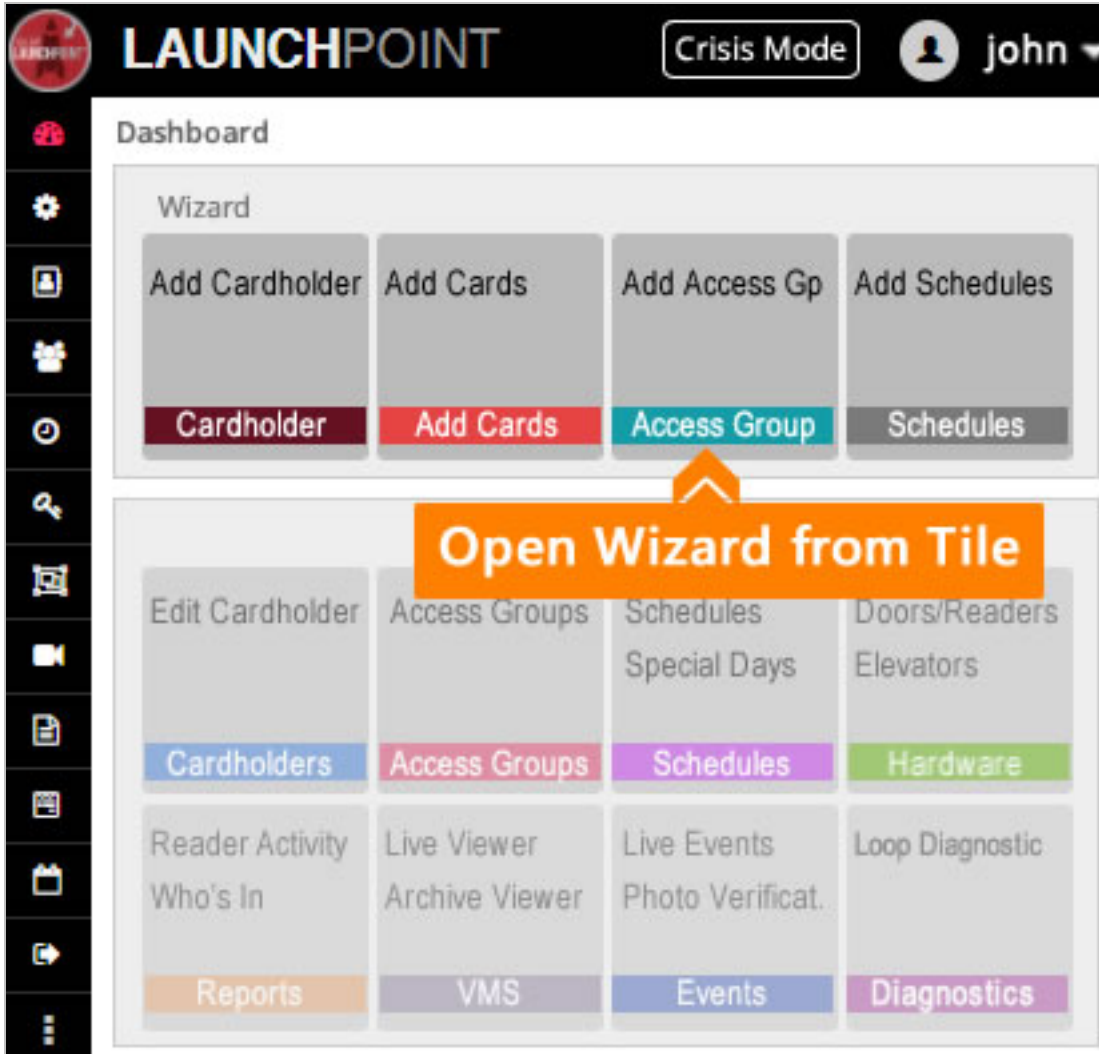 LAUNCHPOINT
Crisis Mode
john
Dashboard
Wizard
Add Cardholder
Cardholder
Add Cards
Add Cards
Add Access Gp
Access Group
Add Schedules
Schedules
Open Wizard from Tile
Edit Cardholder
Cardholders
Access Groups
Access Groups
Schedules
Special Days
Schedules
Doors/Readers
Elevators
Hardware
Reader Activity
Who's In
Reports
Live Viewer
Archive Viewer
VMS
Live Events
Photo Verificat.
Events
Loop Diagnostic
Diagnostics